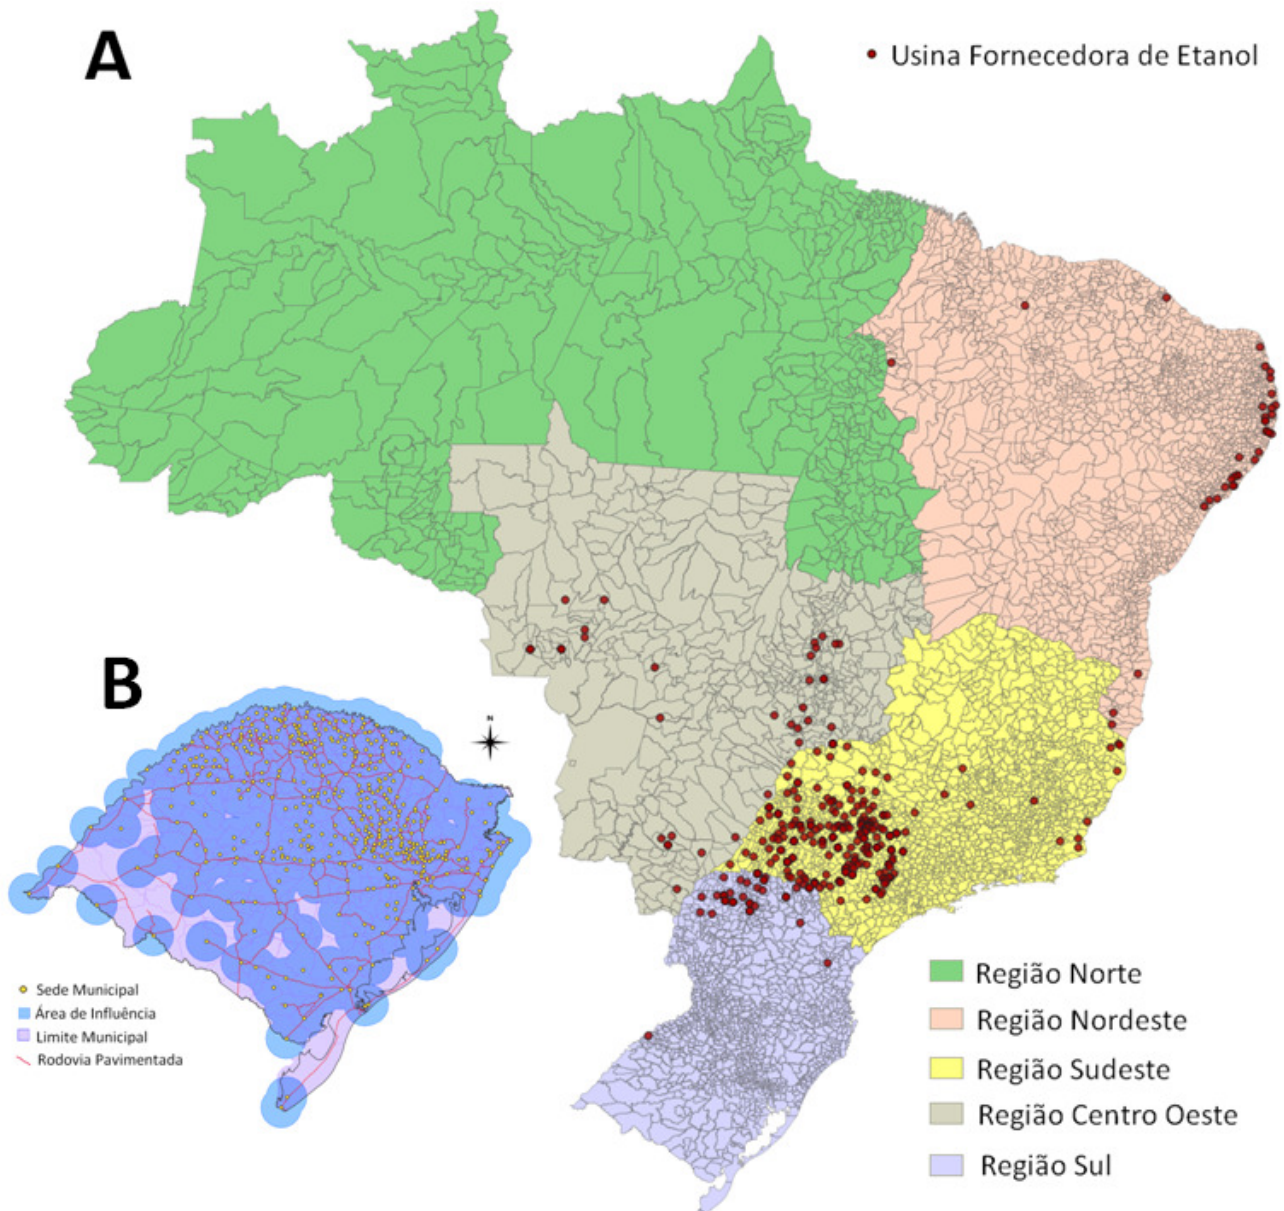 A
Usina Fornecedora de Etanol
B
N
Sede Municipal
Área de Influência
Limite Municipal
Rodovia Pavimentada
Região Norte
Região Nordeste
Região Sudeste
Região Centro Oeste
Região Sul